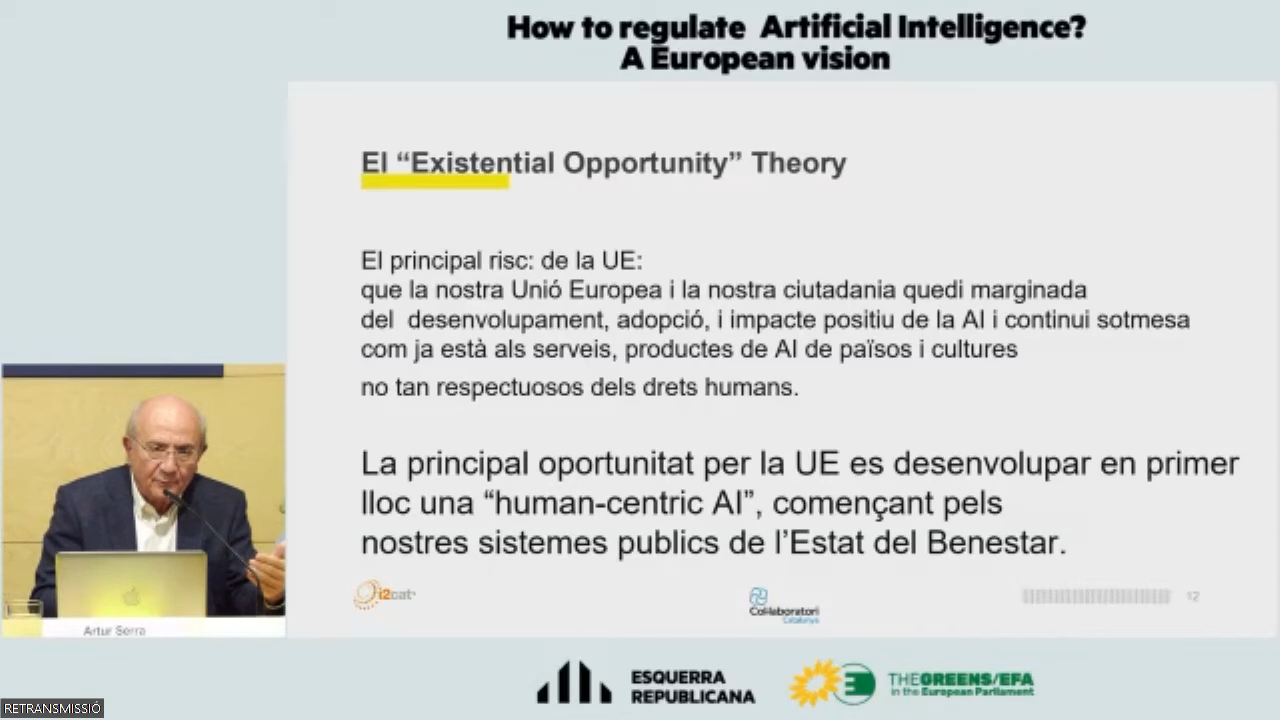 How to regulate Artificial Intelligence?
A European vision
El “Existential Opportunity” Theory
El principal risc: de la UE:
que la nostra Unió Europea i la nostra ciutadania quedi marginada
del desenvolupament, adopció, i impacte positiu de la AI i continui sotmesa
com ja està als serveis, productes de AI de països i cultures
no tan respectuosos dels drets humans.
La principal oportunitat per la UE es desenvolupar en primer
lloc una “human-centric AI”, començant pels
nostres sistemes publics de l’Estat del Benestar.
i2cat
Col·laboratori
Catalunya
12
Artur Serra
ESQUERRA
REPUBLICANA
THE GREENS/EFA
in the European Parliament
RETRANSMISSIÓ